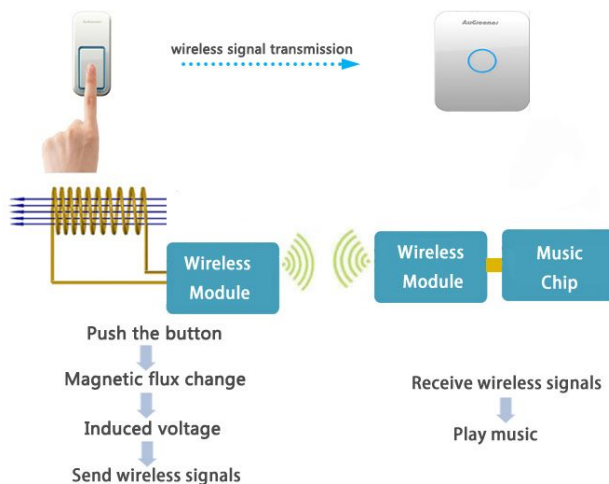 AisGreener
wireless signal transmission
Wireless
Module
Wireless
Module
Music
Chip
Push the button
Magnetic flux change
Induced voltage
Send wireless signals
Receive wireless signals
Play music